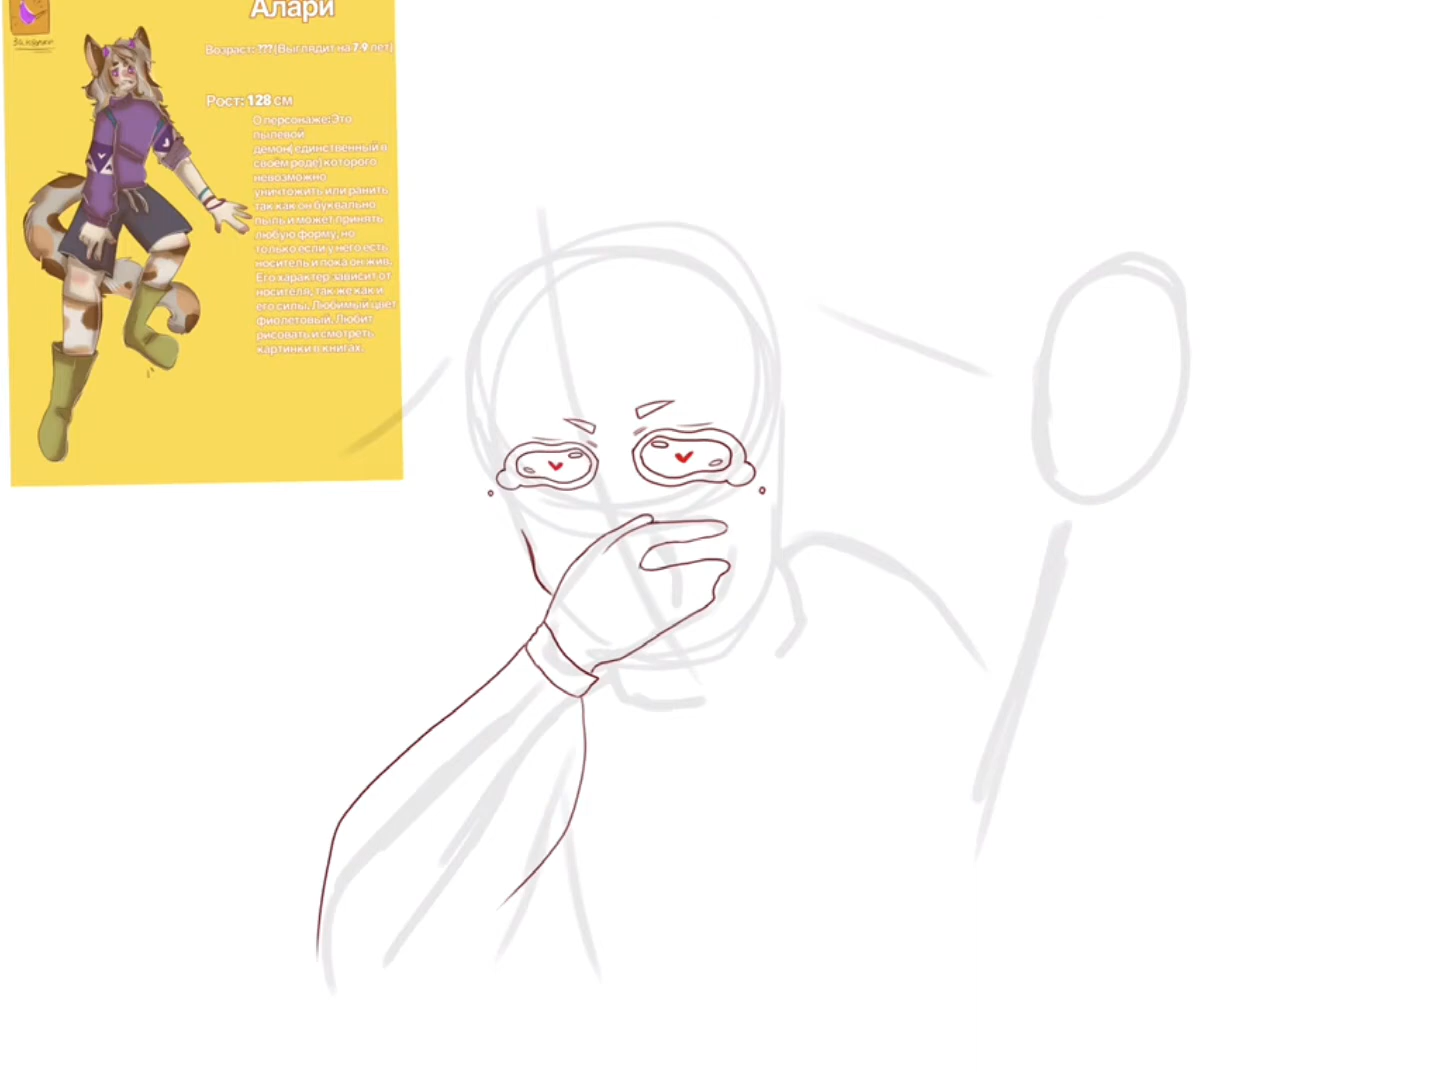 Алари
Возраст: ??? (Выглядит на 7-9 лет)
Рост: 128 см
О персонаже: Это
пылевой
демон(единственный в
своём роде) которого
невозможно
уничтожить или ранить
так как он буквально
пыль и может принять
любую форму, но
только если у него есть
носитель и пока он жив.
Его характер зависит от
носителя, так же как и
его силы. Любимый цвет
фиолетовый. Любит
рисовать и смотреть
картинки в книгах.